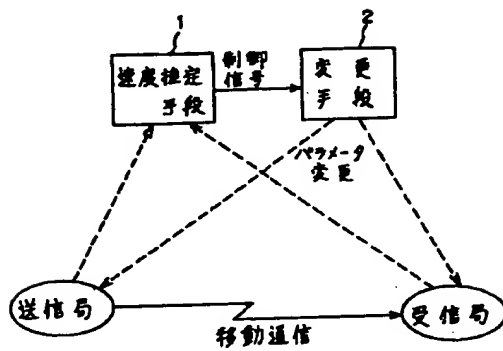 1
2
速度推定
手段
制御
信号
変更
手段
パラメータ
変更
送信局
受信局
移動通信